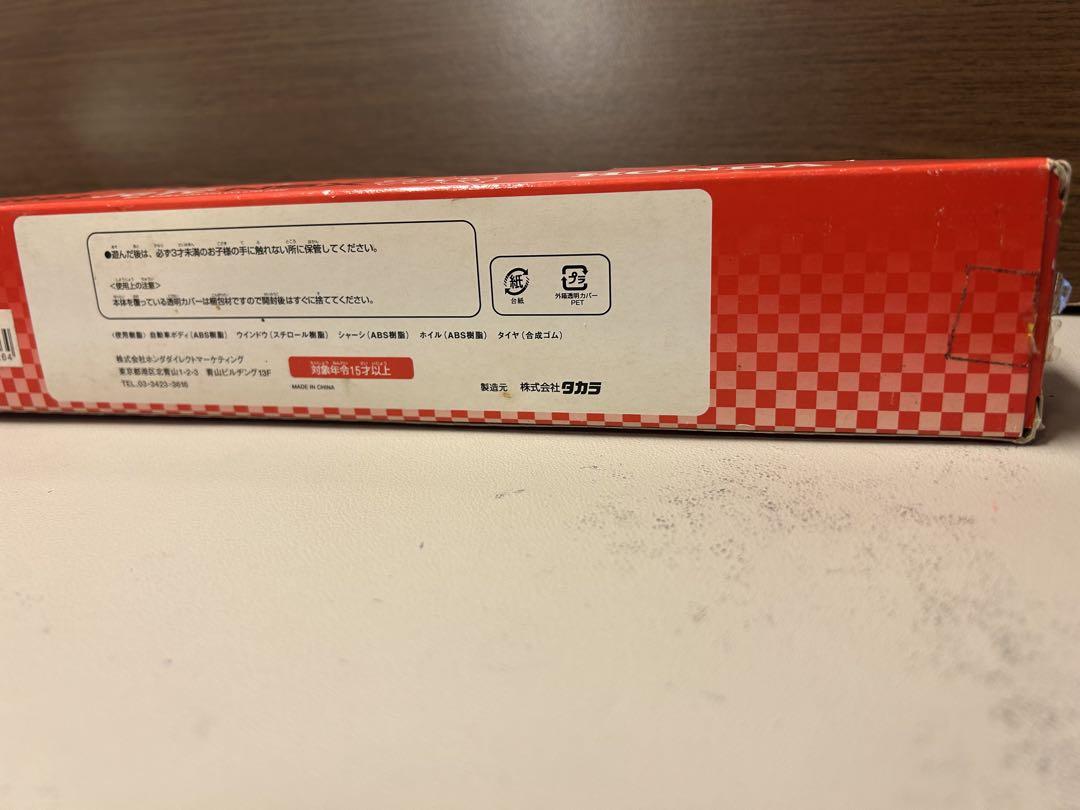 ●遊んだ後は、必ず3才未満のお子様の手に触れない所に保管してください。
<使用上の注意>
本体を覆っている透明カバーは梱包材ですので開封後はすぐに捨ててください。
紙
台紙
プラ
外箱透明カバー
PET
(使用樹脂) 自動車ボディ(ABS樹脂) ウインドウ(スチロール樹脂) シャーシ(ABS樹脂) ホイル(ABS樹脂) タイヤ(合成ゴム)
株式会社ホンダダイレクトマーケティング
東京都港区北青山1-2-3 青山ビルヂング13F
TEL.03-3423-3616
対象年令15才以上
MADE IN CHINA
製造元 株式会社タカラ
64